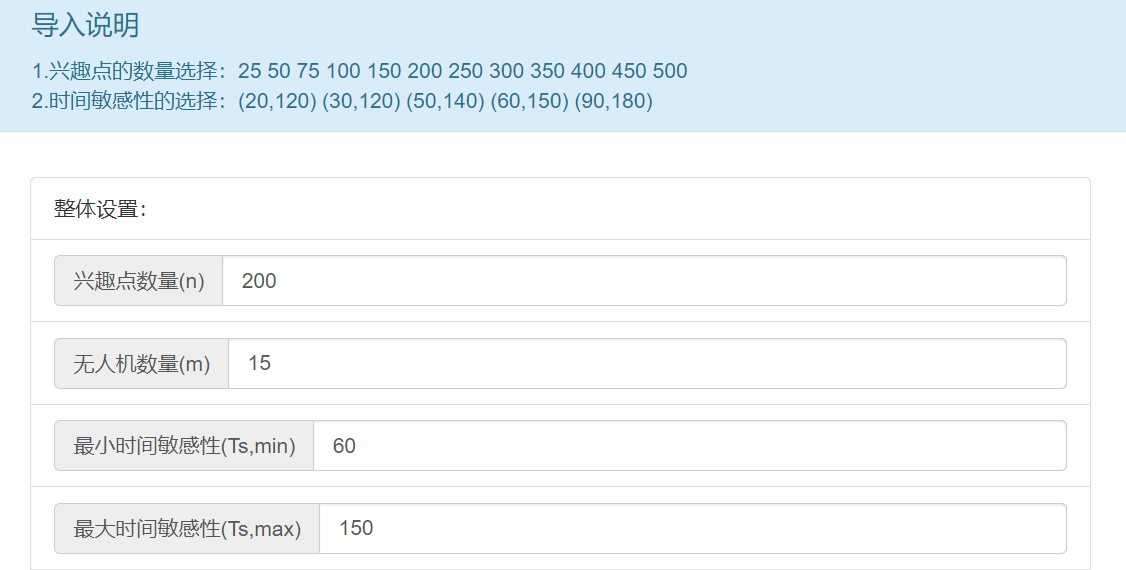 导入说明
1.兴趣点的数量选择：25 50 75 100 150 200 250 300 350 400 450 500
2.时间敏感性的选择：(20,120) (30,120) (50,140) (60,150) (90,180)
整体设置：
兴趣点数量(n) 200
无人机数量(m) 15
最小时间敏感性(Ts,min) 60
最大时间敏感性(Ts,max) 150